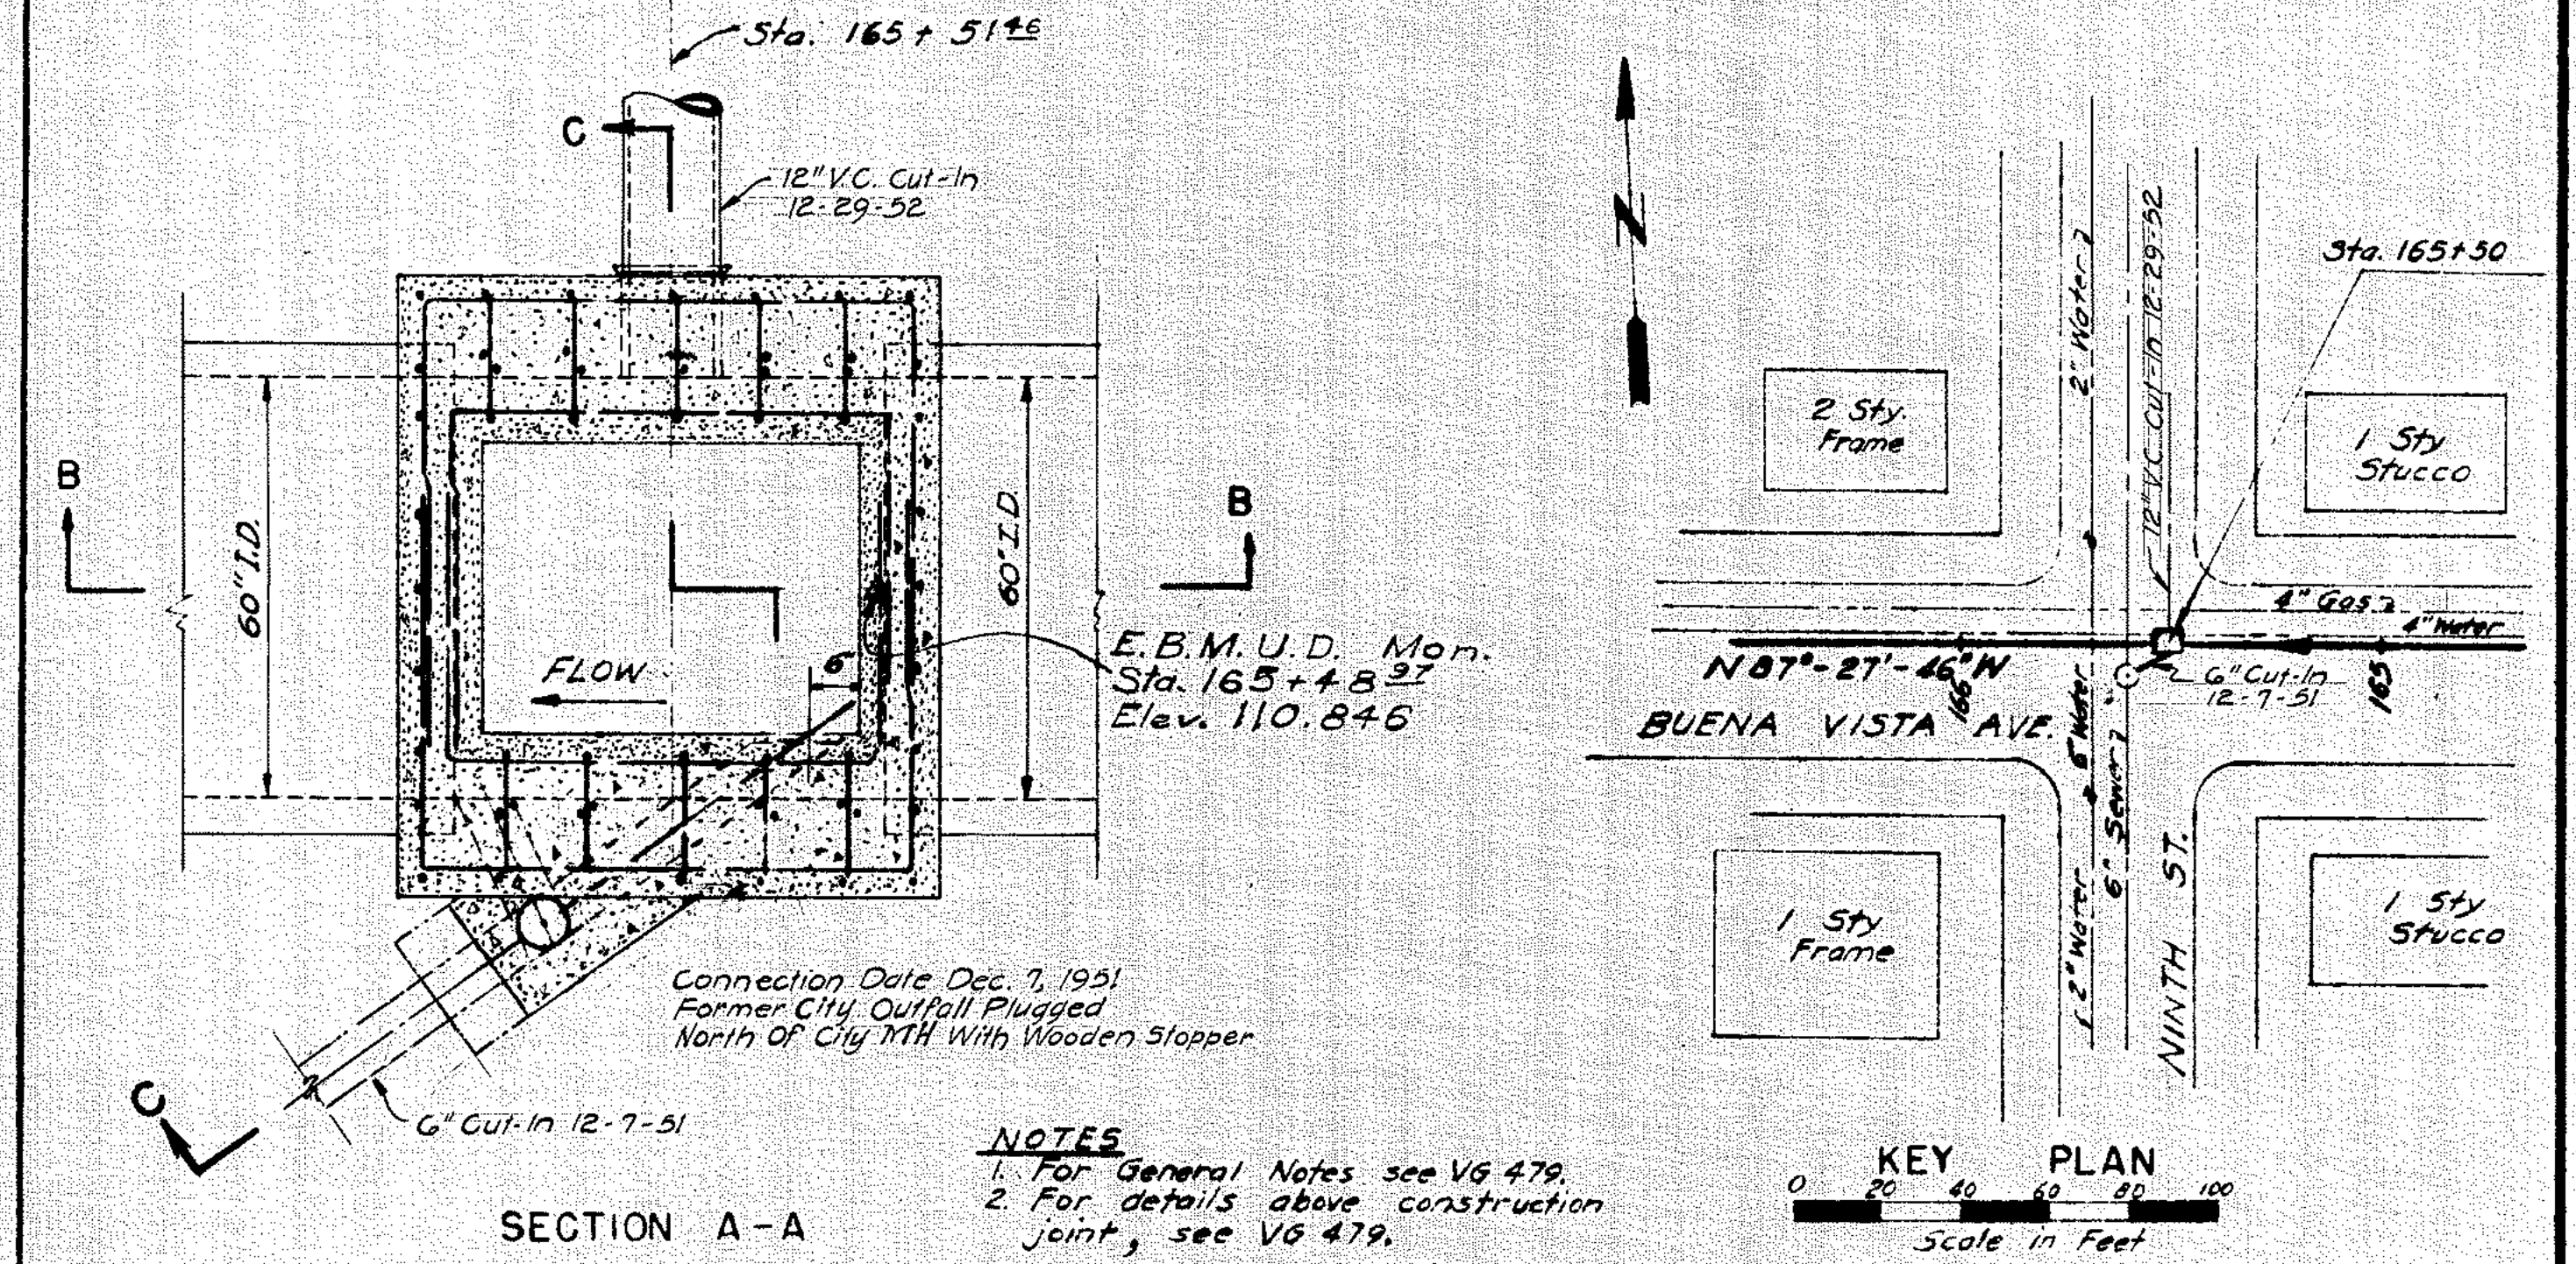 Sta. 165 + 51 46
C
12" V.C. Cut-In
12-29-52
B
60" I.D.
60" I.D.
B
FLOW
6"
E.B.M.U.D. Mon.
Sta. 165+48 97
Elev. 110.846
Connection Date Dec. 7, 1951
Former City Outfall Plugged
North Of City MH With Wooden Stopper
C
6" Cut-In 12-7-51
SECTION A-A
NOTES
1. For General Notes see VG 479.
2. For details above construction
joint, see VG 479.
N
2" Water
12" V.C. Cut-In 12-29-52
Sta. 165+50
2 Sty.
Frame
1 Sty
Stucco
4" Gas
4" Water
N 87°-27'-46" W
166
165
6" Cut-In
12-7-51
BUENA VISTA AVE.
6" Water
6" Sewer
2" Water
NINTH ST.
1 Sty
Frame
1 Sty
Stucco
KEY PLAN
0 20 40 60 80 100
Scale in Feet